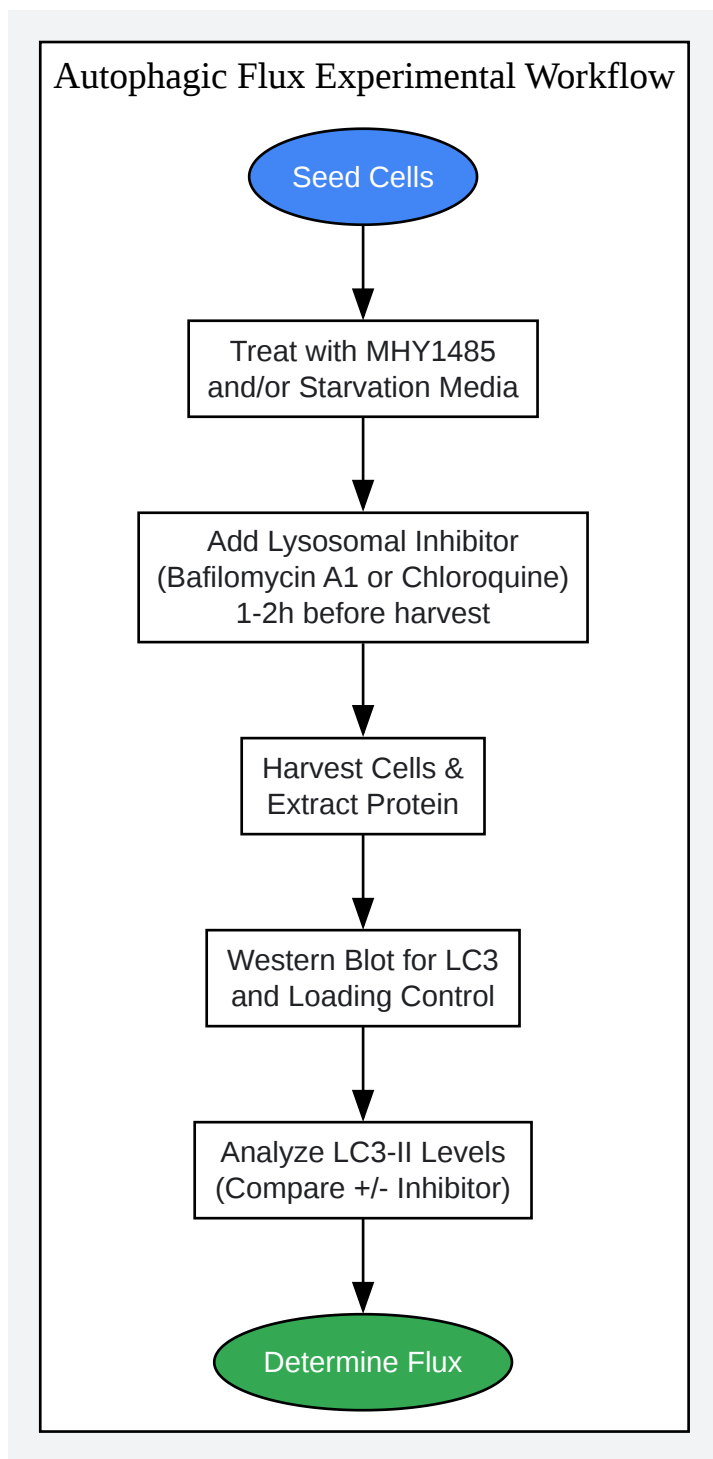 Autophagic Flux Experimental Workflow
Seed Cells
Treat with MHY1485
and/or Starvation Media
Add Lysosomal Inhibitor
(Bafilomycin A1 or Chloroquine)
1-2h before harvest
Harvest Cells &
Extract Protein
Western Blot for LC3
and Loading Control
Analyze LC3-II Levels
(Compare +/- Inhibitor)
Determine Flux